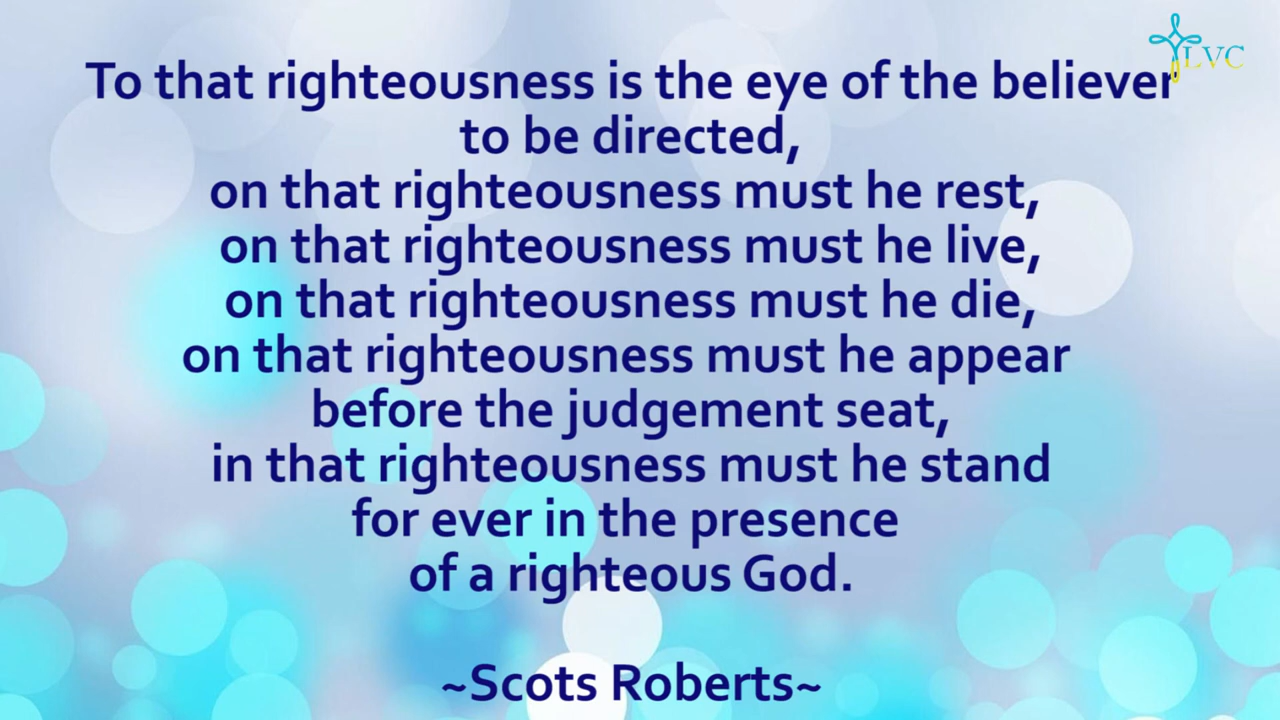 LVC
To that righteousness is the eye of the believer
to be directed,
on that righteousness must he rest,
on that righteousness must he live,
on that righteousness must he die,
on that righteousness must he appear
before the judgement seat,
in that righteousness must he stand
for ever in the presence
of a righteous God.
~Scots Roberts~